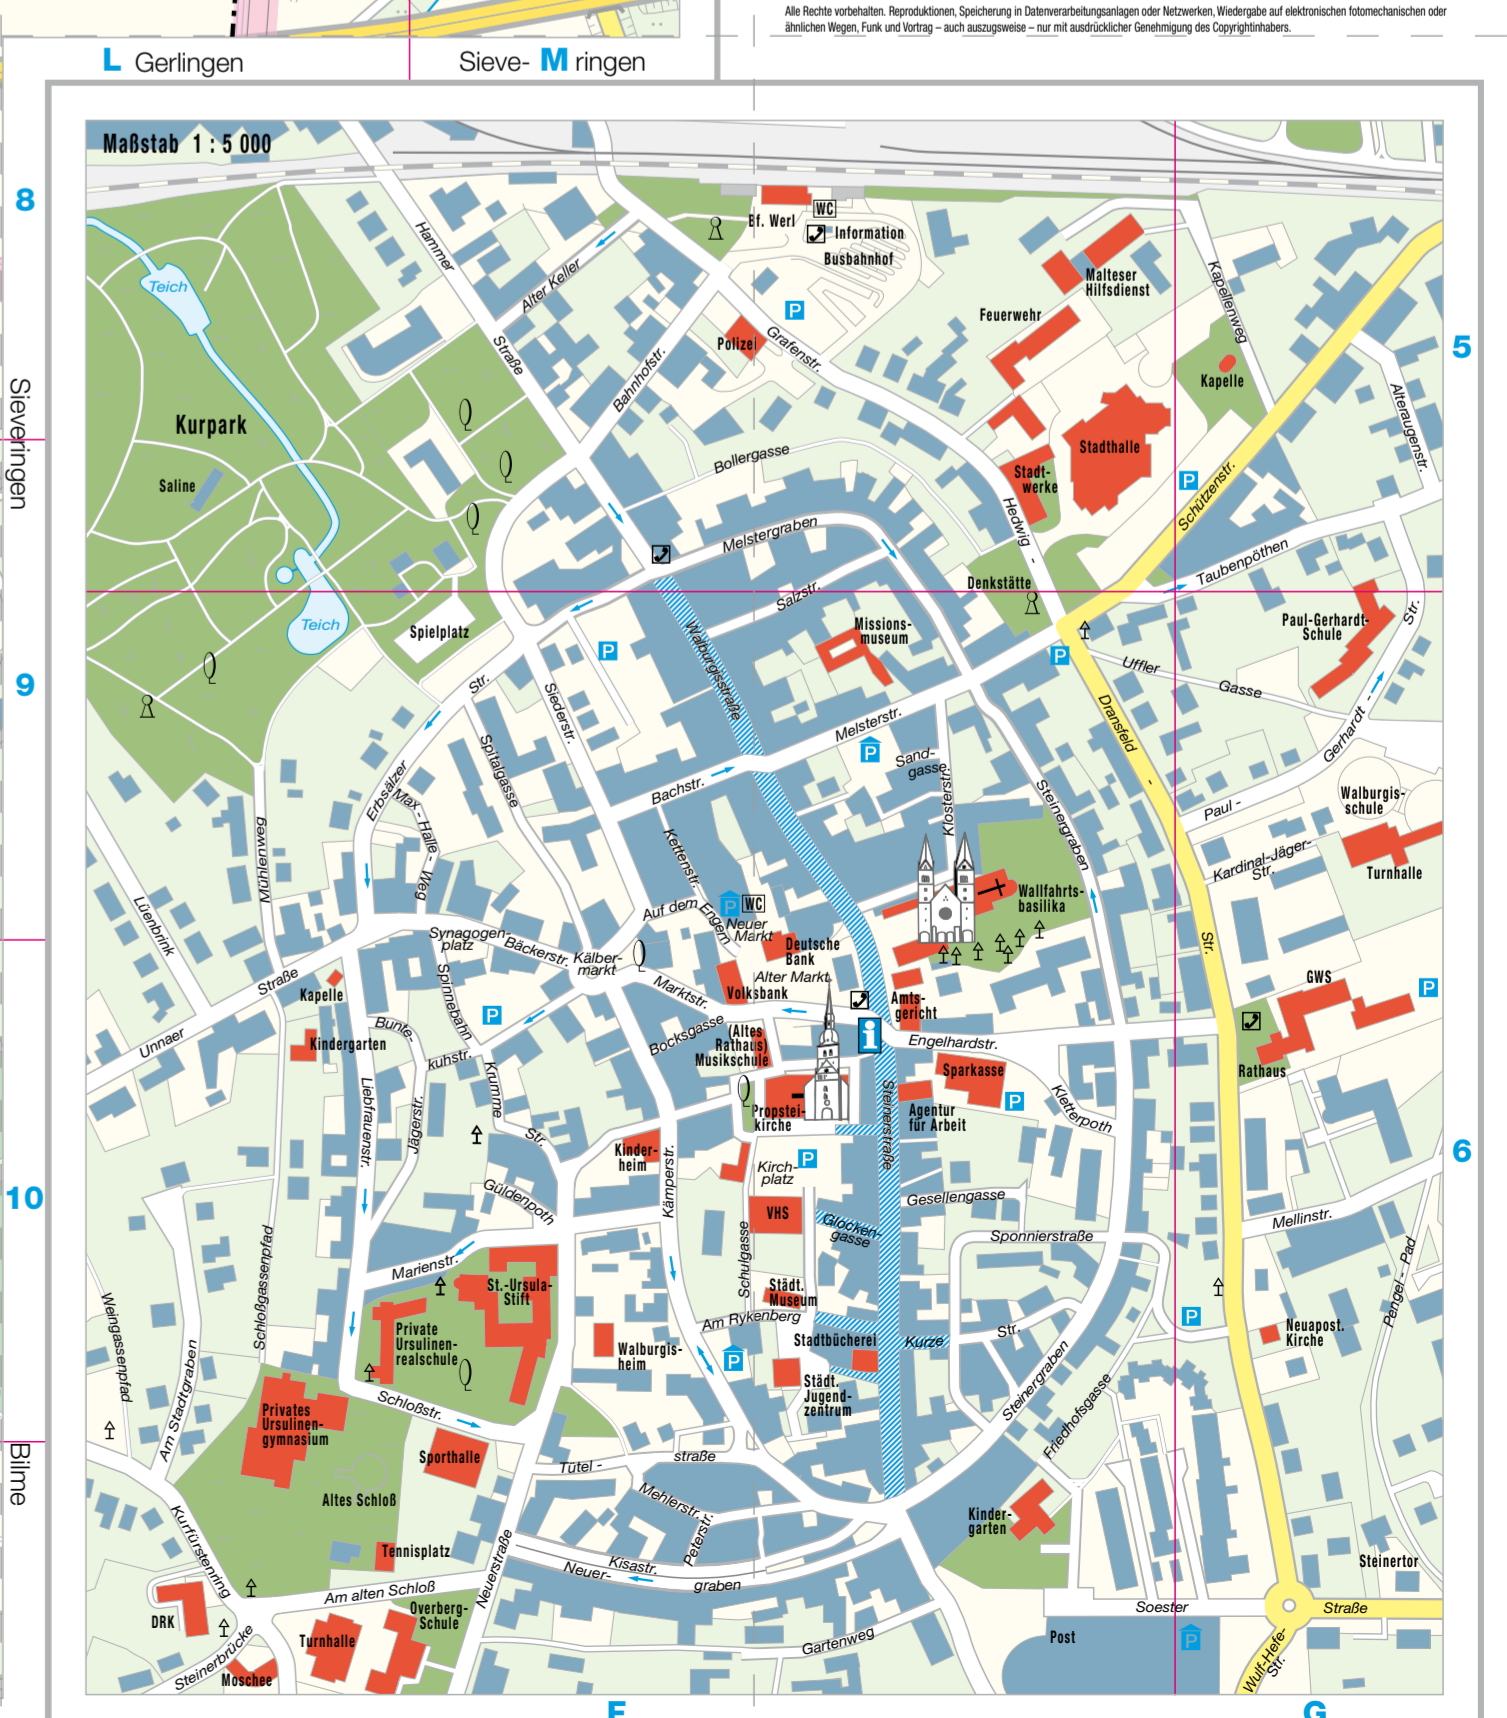 Alle Rechte vorbehalten. Reproduktionen, Speicherung in Datenverarbeitungsanlagen oder Netzwerken, Wiedergabe auf elektronischen fotomechanischen oder
ähnlichen Wegen, Funk und Vortrag – auch auszugsweise – nur mit ausdrücklicher Genehmigung des Copyrightinhabers.
L Gerlingen
Sieve- M ringen
Maßstab 1 : 5 000
8
Bf. Werl
WC
Information
Busbahnhof
Hammer
Alter Keller
Malteser
Hilfsdienst
Kapellenweg
Teich
P
Feuerwehr
Polizei
Grafenstr.
Straße
Bahnhofstr.
5
Kapelle
Alteraugenstr.
Sieveringen
Kurpark
Stadthalle
Bollergasse
Stadt-
werke
Saline
P
Schützenstr.
Hedwig -
Melstergraben
Taubenpöthen
Denkstätte
Salzstr.
Teich
Spielplatz
Missions-
museum
Paul-Gerhardt-
Schule
Str.
P
Walburgisstraße
P
Uffler
Gasse
9
Str.
Siederstr.
Melsterstr.
Dransfeld -
Gerhardt -
Spitalgasse
P
Sand-
gasse
Bachstr.
Erbsälzer
Max - Halle - Weg
Klosterstr.
Steinergraben
Paul -
Walburgis-
schule
Mühlenweg
Kettenstr.
Kardinal-Jäger-
Str.
Turnhalle
Lüenbrink
P
WC
Auf dem Engern
Neuer
Markt
Wallfahrts-
basilika
Synagogen-
platz
Bäckerstr.
Kälber-
markt
Deutsche
Bank
Str.
Straße
Kapelle
Spinnebahn
Marktstr.
Alter Markt
Volksbank
GWS
P
Unnaer
P
Bunte-
kuhstr.
Kindergarten
Bocksgasse
(Altes
Rathaus)
Musikschule
i
Amts-
gericht
Engelhardstr.
Rathaus
Sparkasse
P
Krumme
Str.
Liebfrauenstr.
Jägerstr.
Propstei-
kirche
Steinerstraße
Agentur
für Arbeit
Kletterpoth
Kinder-
heim
Kirch-
platz
P
6
10
Güldenpoth
Kämperstr.
VHS
Glocken-
gasse
Gesellengasse
Mellinstr.
Schloßgassenpfad
Marienstr.
Schulgasse
Sponnierstraße
Pengel - Pad
Weingassenpfad
St.-Ursula-
Stift
Städt.
Museum
Am Rykenberg
P
Private
Ursulinen-
realschule
Stadtbücherei
Kurze
Str.
Neuapost.
Kirche
Walburgis-
heim
P
Am Stadtgraben
Schloßstr.
Städt.
Jugend-
zentrum
Steinergraben
Friedhofsgasse
Privates
Ursulinen-
gymnasium
Sporthalle
Bilme
Tütel -
straße
Altes Schloß
Mehlerstr.
Peterstr.
Kinder-
garten
Kurfürstenring
Tennisplatz
Neuerstraße
Kisastr.
Neuer-
graben
Steinertor
Am alten Schloß
DRK
Overberg-
Schule
Soester
Straße
Turnhalle
Gartenweg
Post
P
Steinerbrücke
Moschee
Wulf-Hefe-
Str.
F
G